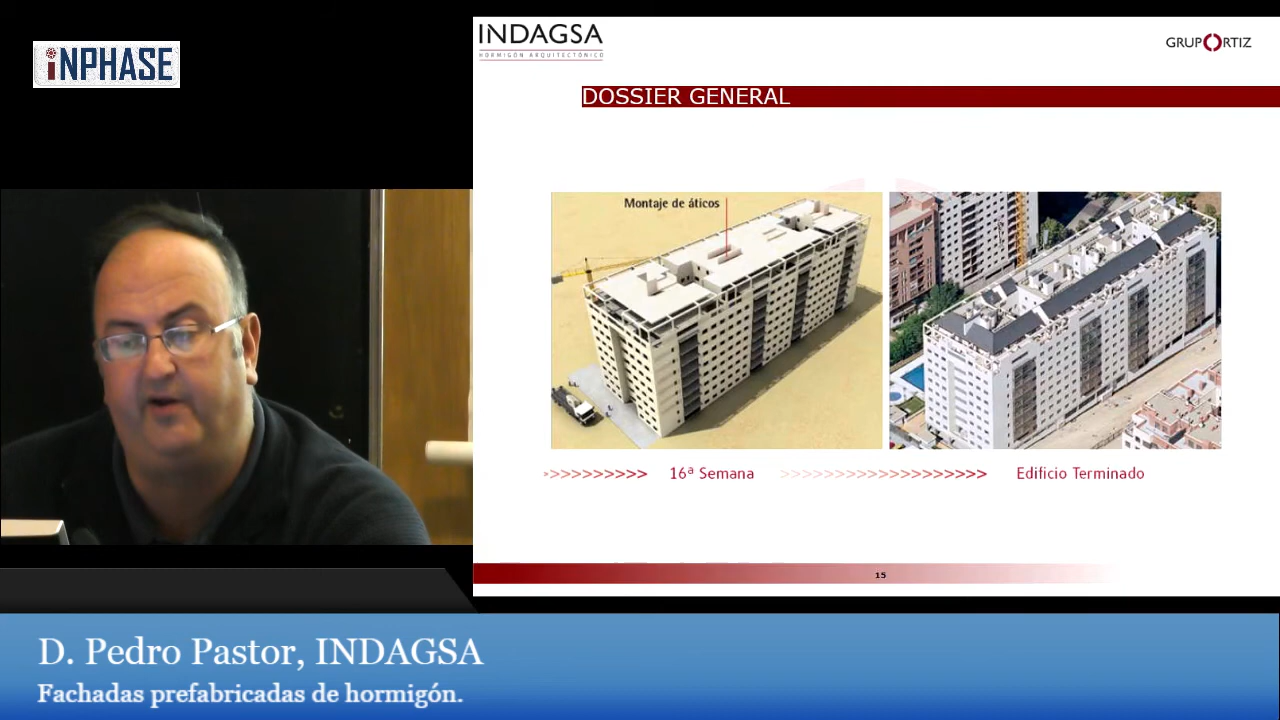 iNPHASE
INDAGSA
HORMIGÓN ARQUITECTÓNICO
GRUPORTIZ
DOSSIER GENERAL
Montaje de áticos
16ª Semana
Edificio Terminado
15
D. Pedro Pastor, INDAGSA
Fachadas prefabricadas de hormigón.